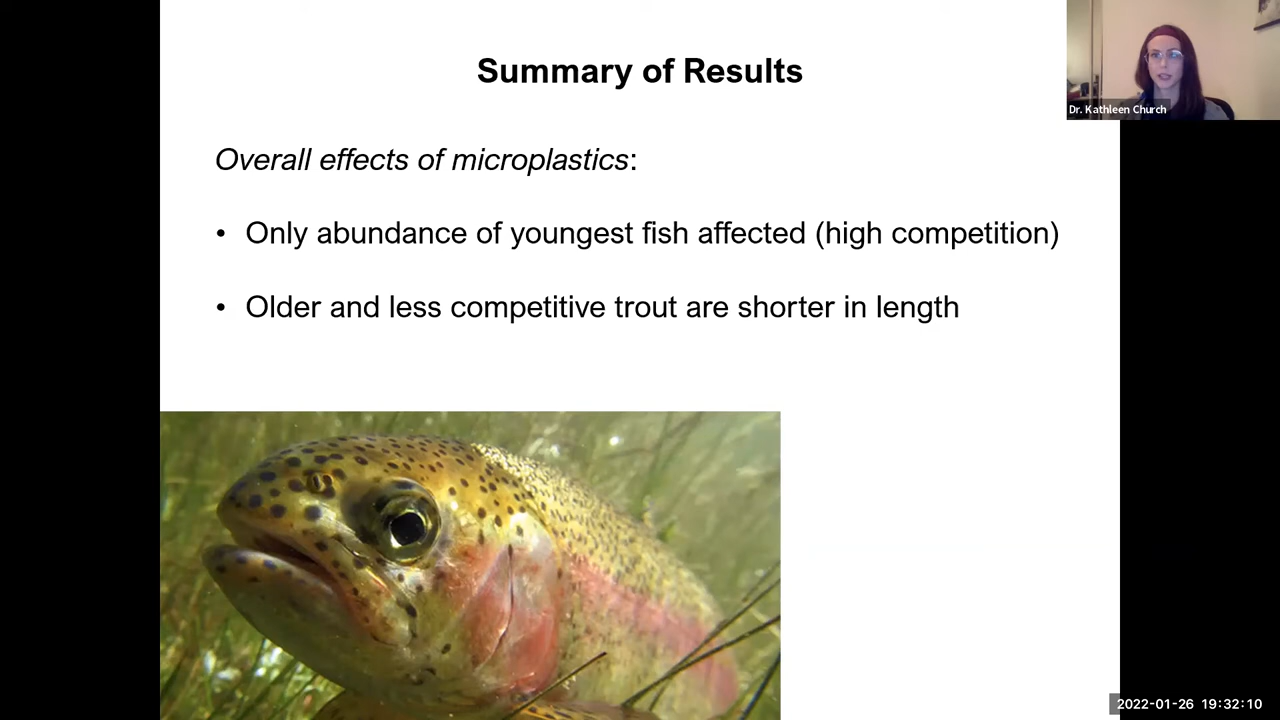 Summary of Results
Dr. Kathleen Church
Overall effects of microplastics:
• Only abundance of youngest fish affected (high competition)
• Older and less competitive trout are shorter in length
2022-01-26 19:32:10